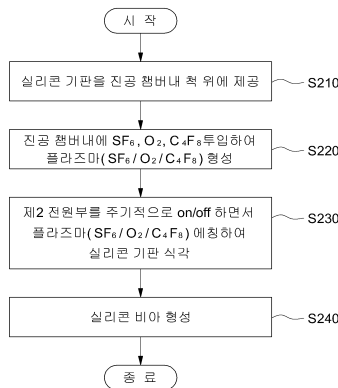 시 작
실리콘 기판을 진공 챔버내 척 위에 제공
S210
진공 챔버내에 SF₆, O₂, C₄F₈투입하여
플라즈마(SF₆/O₂/C₄F₈) 형성
S220
제2 전원부를 주기적으로 on/off 하면서
플라즈마(SF₆/O₂/C₄F₈) 에칭하여
실리콘 기판 식각
S230
실리콘 비아 형성
S240
종 료